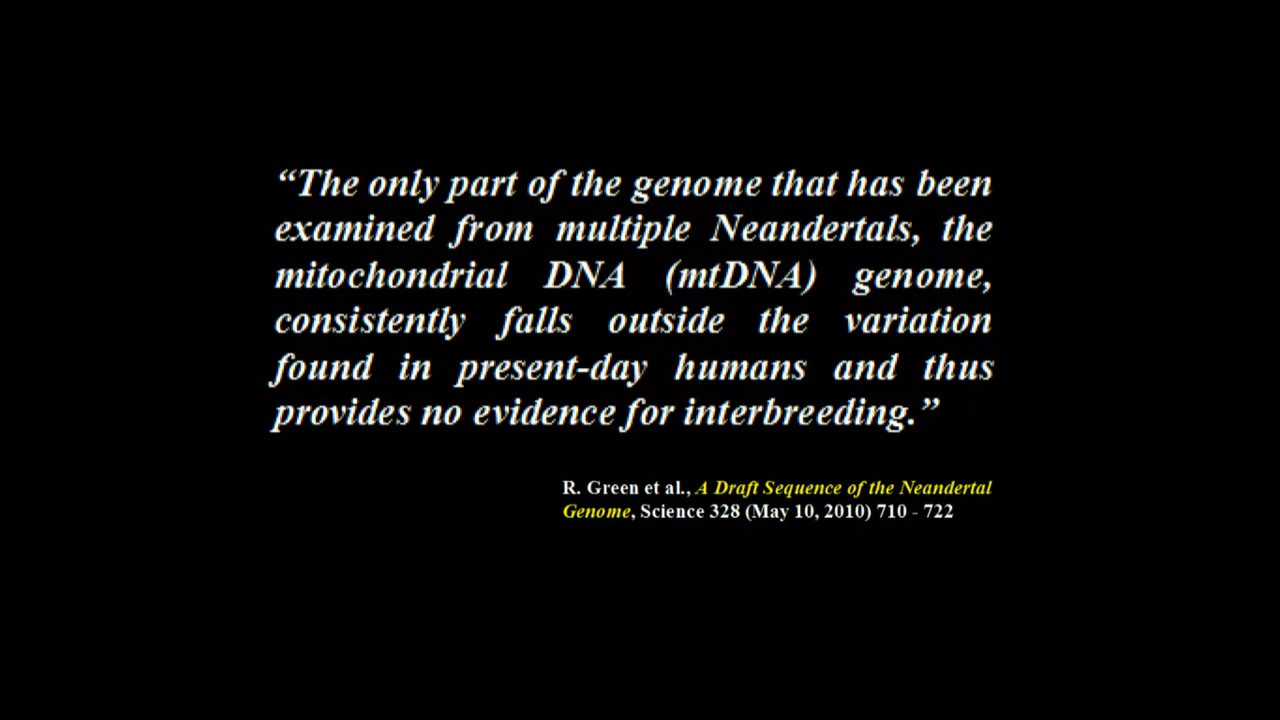 “The only part of the genome that has been
examined from multiple Neandertals, the
mitochondrial DNA (mtDNA) genome,
consistently falls outside the variation
found in present-day humans and thus
provides no evidence for interbreeding.”
R. Green et al., A Draft Sequence of the Neandertal
Genome, Science 328 (May 10, 2010) 710 - 722